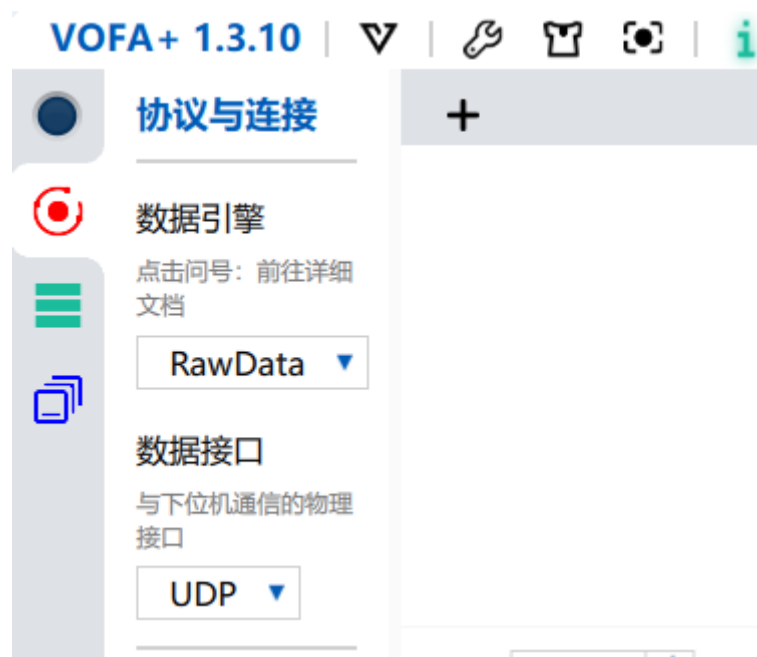 VOFA+ 1.3.10
协议与连接
+
数据引擎
点击问号：前往详细
文档
RawData
数据接口
与下位机通信的物理
接口
UDP